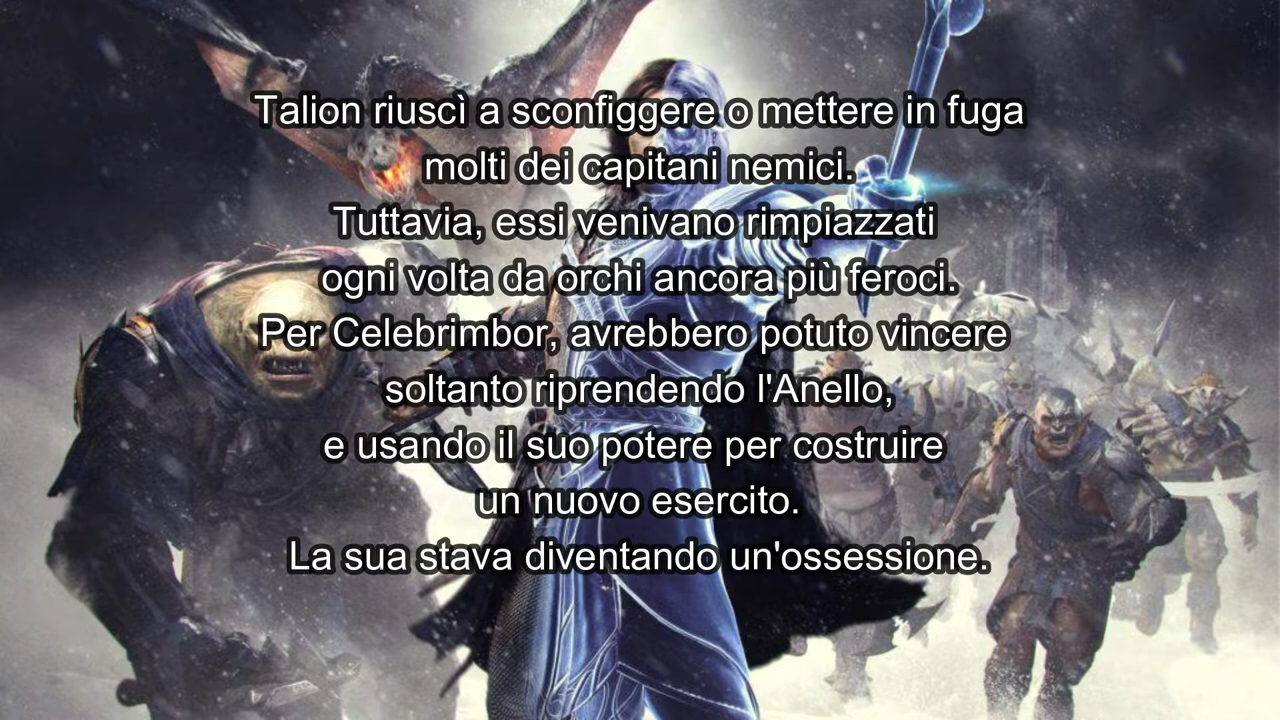 Talion riuscì a sconfiggere o mettere in fuga
molti dei capitani nemici.
Tuttavia, essi venivano rimpiazzati
ogni volta da orchi ancora più feroci.
Per Celebrimbor, avrebbero potuto vincere
soltanto riprendendo l'Anello,
e usando il suo potere per costruire
un nuovo esercito.
La sua stava diventando un'ossessione.